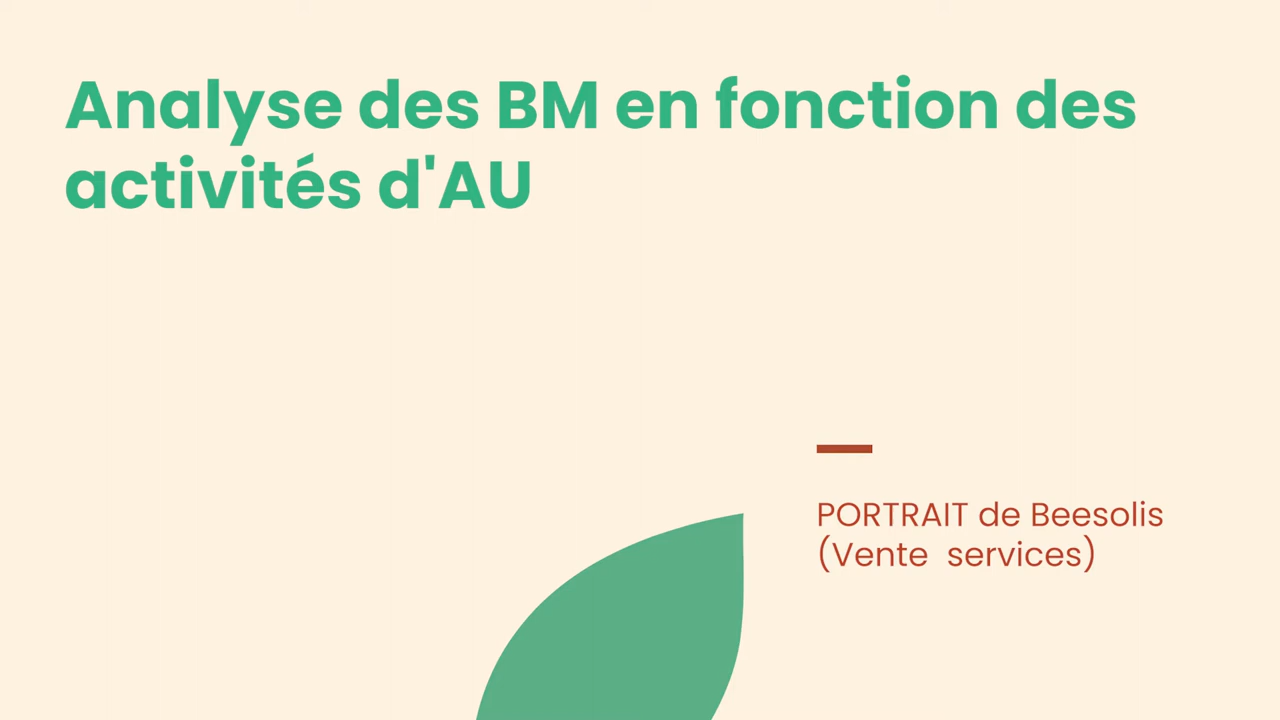 Analyse des BM en fonction des
activités d'AU
PORTRAIT de Beesolis
(Vente  services)